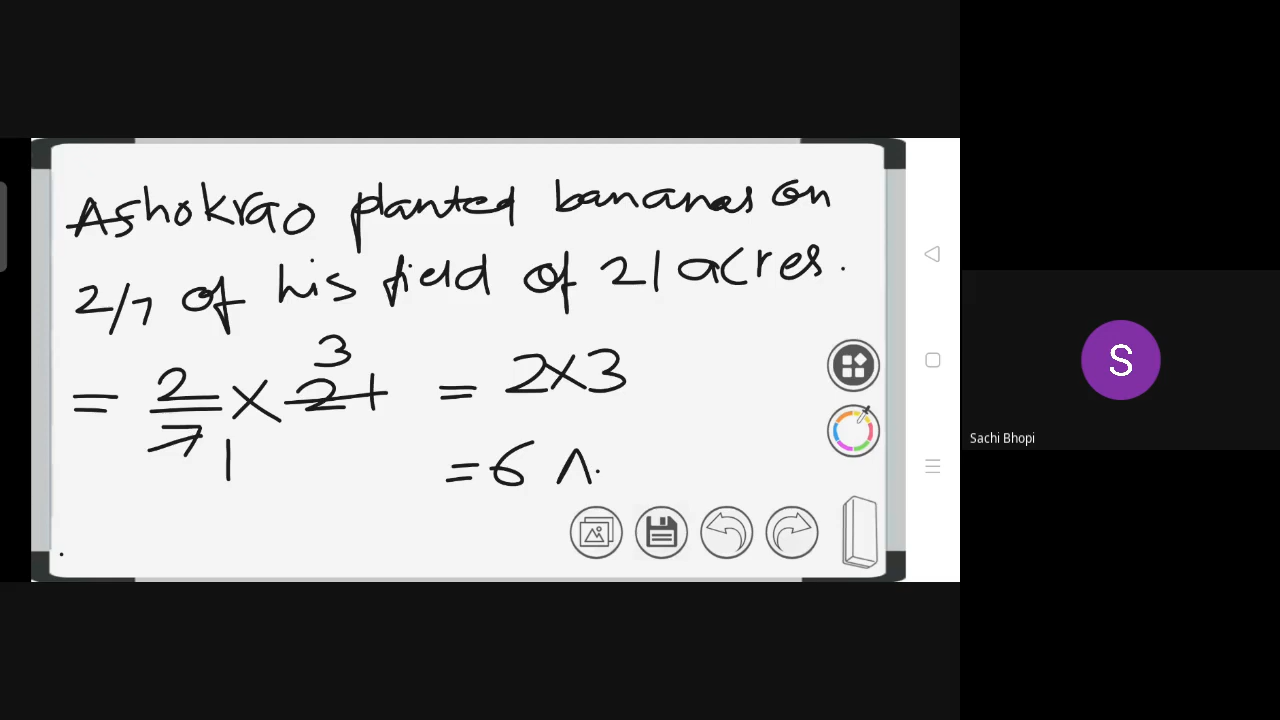 Ashokrao planted bananas on
2/7 of his field of 21 acres.
= 2/7 × 21 = 2×3
3
1
= 6
S
Sachi Bhopi